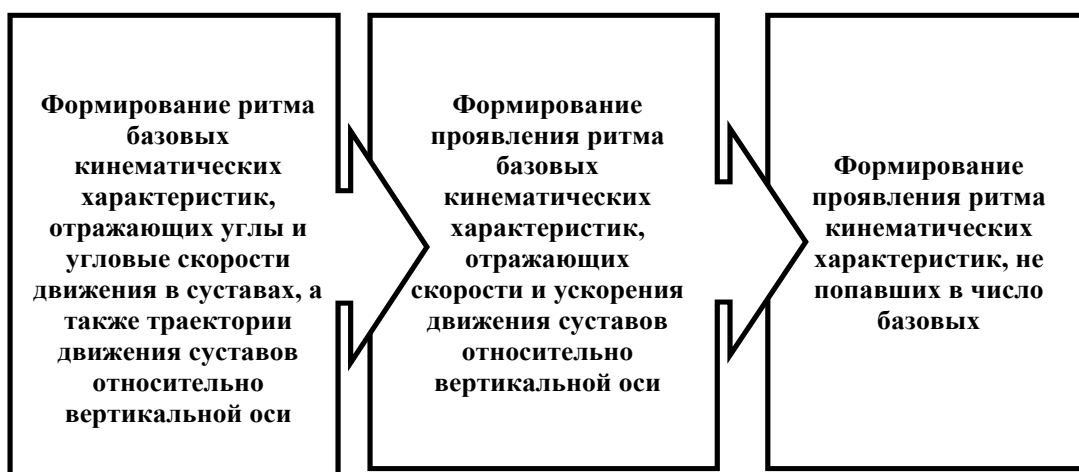 Формирование ритма
базовых
кинематических
характеристик,
отражающих углы и
угловые скорости
движения в суставах, а
также траектории
движения суставов
относительно
вертикальной оси
Формирование
проявления ритма
базовых
кинематических
характеристик,
отражающих
скорости и ускорения
движения суставов
относительно
вертикальной оси
Формирование
проявления ритма
кинематических
характеристик, не
попавших в число
базовых